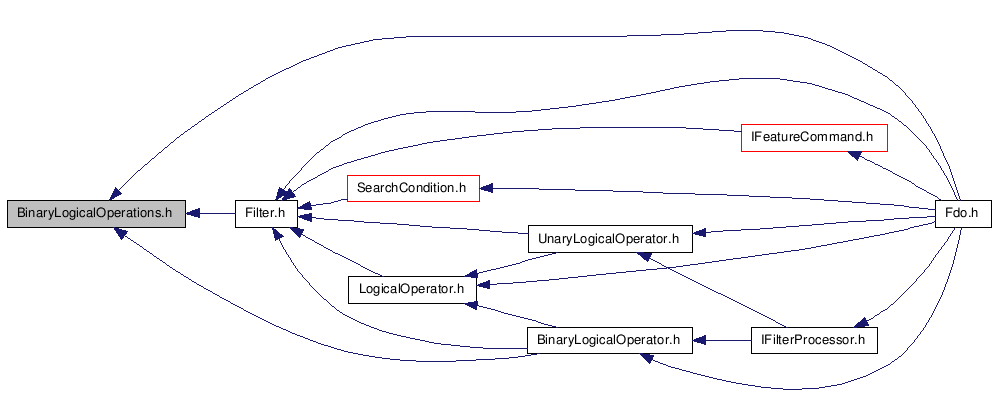 IFeatureCommand.h
SearchCondition.h
BinaryLogicalOperations.h
Filter.h
Fdo.h
UnaryLogicalOperator.h
LogicalOperator.h
BinaryLogicalOperator.h
IFilterProcessor.h